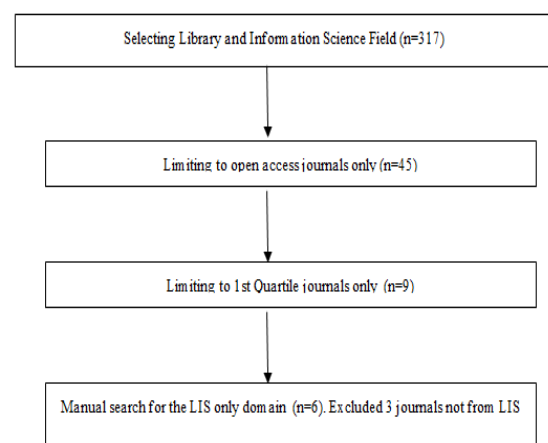 Selecting Library and Information Science Field (n=317)
Limiting to open access journals only (n=45)
Limiting to 1st Quartile journals only (n=9)
Manual search for the LIS only domain (n=6). Excluded 3 journals not from LIS